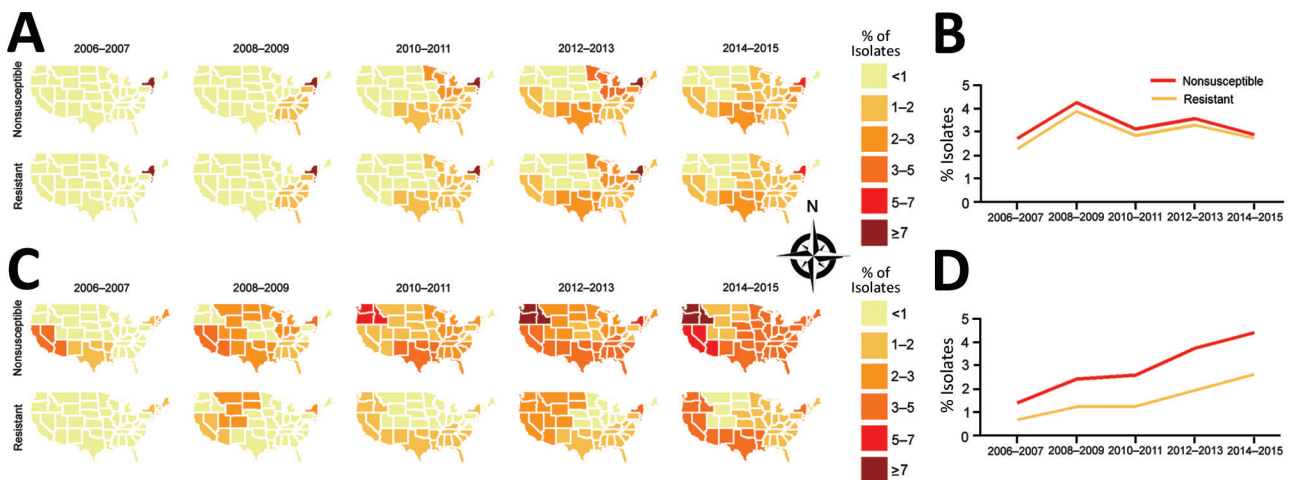 A
2006–2007
2008–2009
2010–2011
2012–2013
2014–2015
Nonsusceptible
Resistant
% of
Isolates
<1
1–2
2–3
3–5
5–7
≥7
B
Nonsusceptible
Resistant
% Isolates
5
4
3
2
1
0
2006–2007
2008–2009
2010–2011
2012–2013
2014–2015
N
C
2006–2007
2008–2009
2010–2011
2012–2013
2014–2015
Nonsusceptible
Resistant
% of
Isolates
<1
1–2
2–3
3–5
5–7
≥7
D
% Isolates
5
4
3
2
1
0
2006–2007
2008–2009
2010–2011
2012–2013
2014–2015